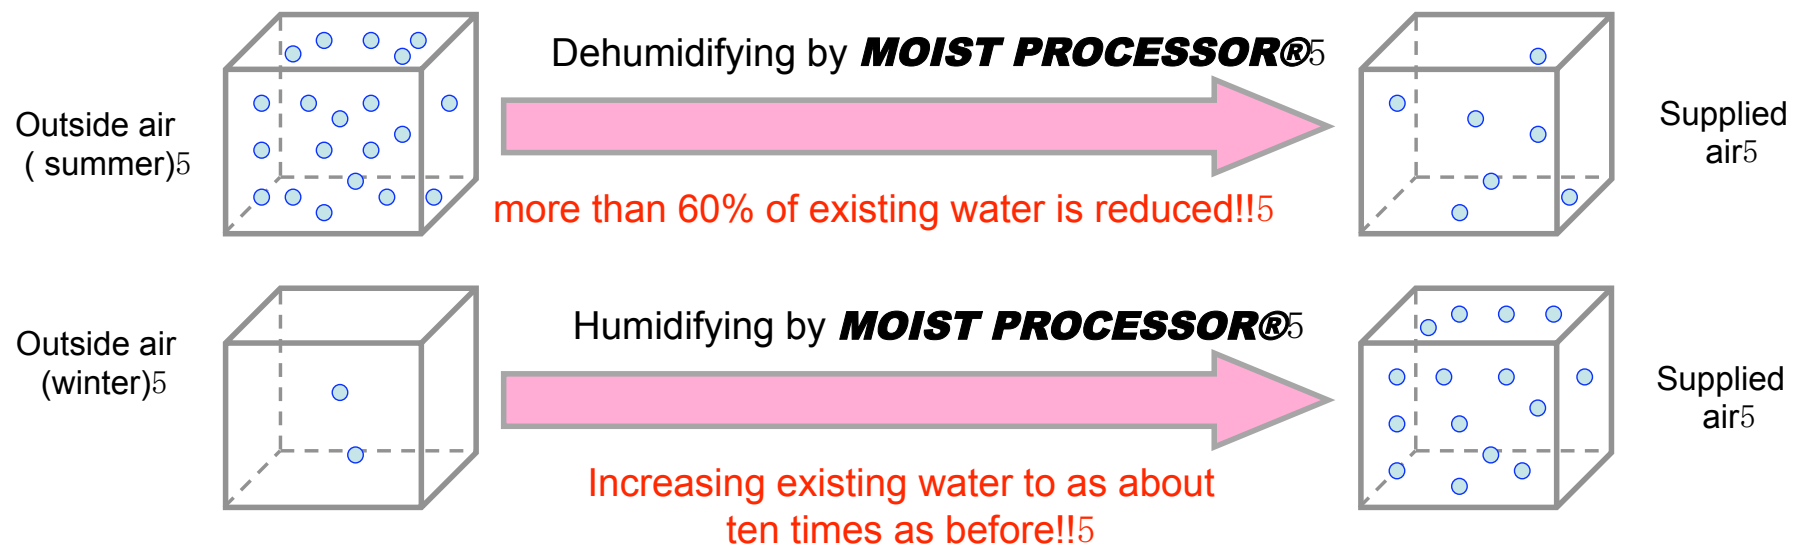 Dehumidifying by MOIST PROCESSOR®5
Outside air
( summer)5
Supplied
air5
more than 60% of existing water is reduced!!5
Humidifying by MOIST PROCESSOR®5
Outside air
(winter)5
Supplied
air5
Increasing existing water to as about
ten times as before!!5